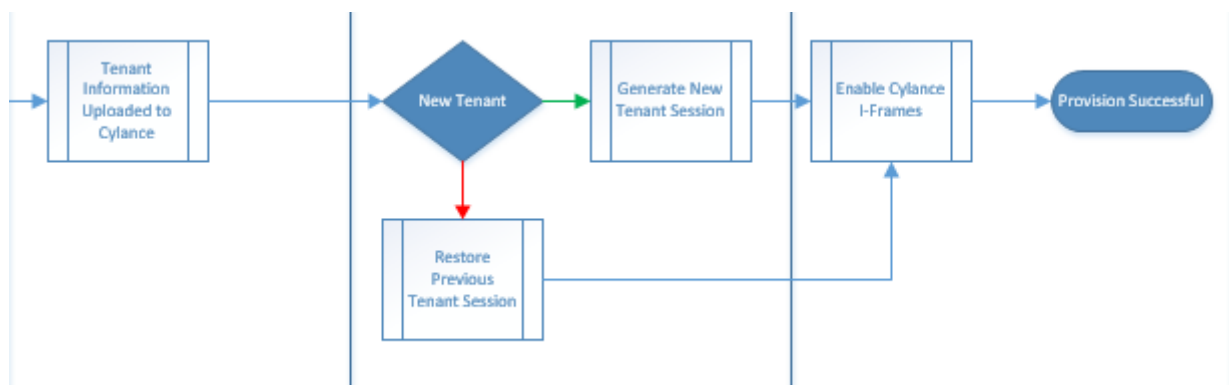 Tenant
Information
Uploaded to
Cylance
New Tenant
Generate New
Tenant Session
Enable Cylance
I-Frames
Provision Successful
Restore
Previous
Tenant Session